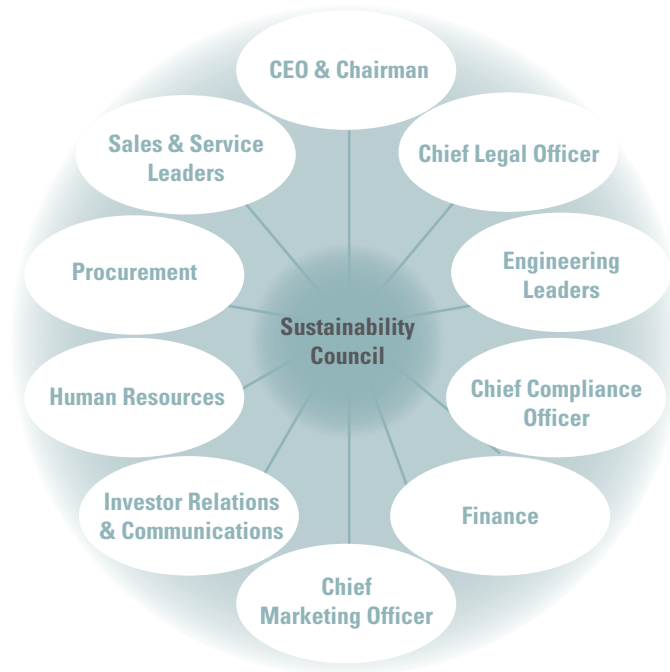 CEO & Chairman
Sales & Service
Leaders
Chief Legal Officer
Procurement
Engineering
Leaders
Sustainability
Council
Human Resources
Chief Compliance
Officer
Investor Relations
& Communications
Finance
Chief
Marketing Officer